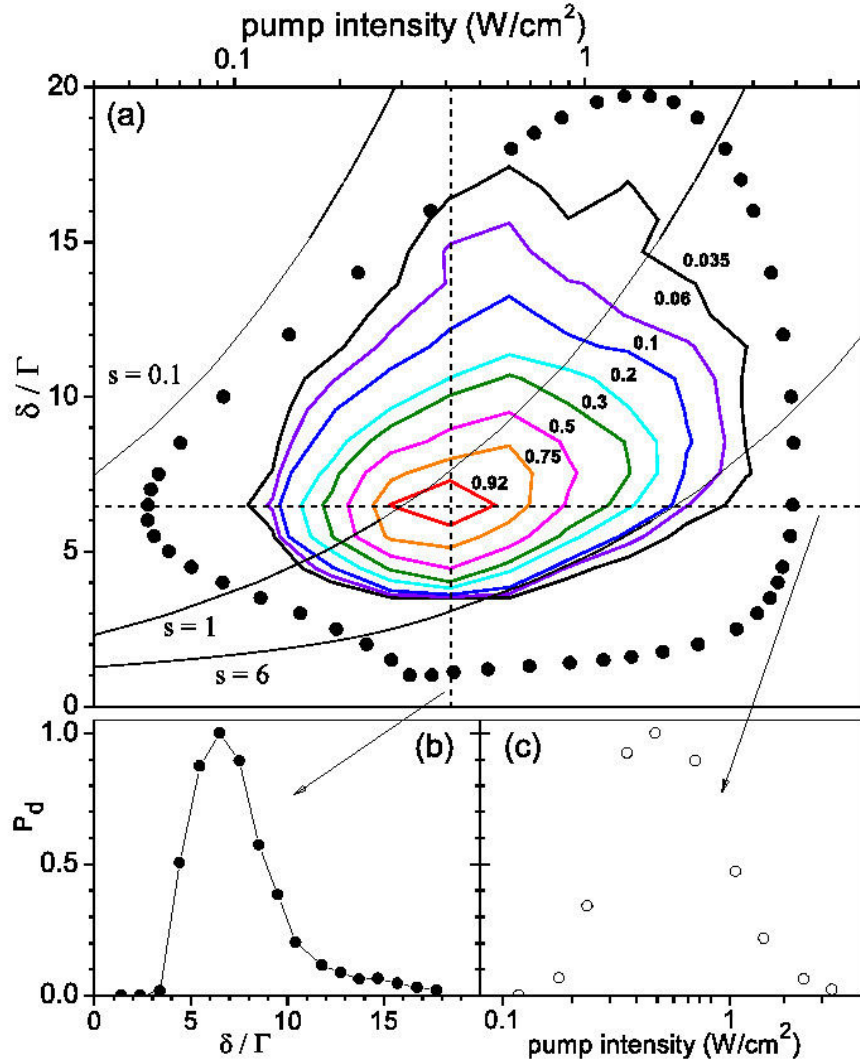 pump intensity (W/cm²)
0.1 1
20
(a)
15
0.035
0.06
0.1
δ / Γ
10
s = 0.1
0.2
0.3
0.5
0.75
0.92
5
s = 1
s = 6
0
1.0
(b)
(c)
P_d
0.5
0.0
0 5 10 15
0.1 1
δ / Γ
pump intensity (W/cm²)